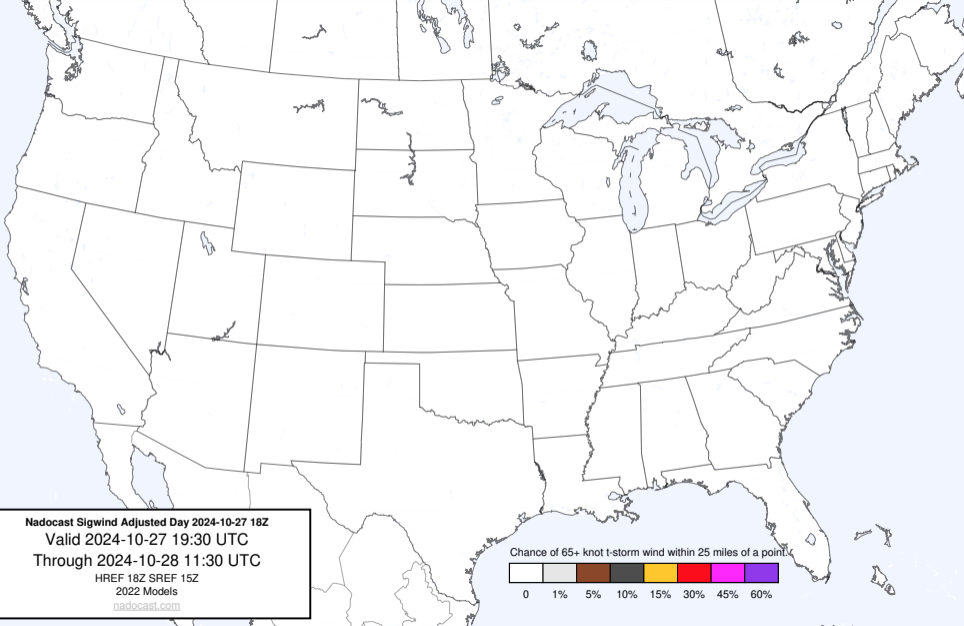 Nadocast Sigwind Adjusted Day 2024-10-27 18Z
Valid 2024-10-27 19:30 UTC
Through 2024-10-28 11:30 UTC
HREF 18Z SREF 15Z
2022 Models
nadocast.com
Chance of 65+ knot t-storm wind within 25 miles of a point.
0 1% 5% 10% 15% 30% 45% 60%